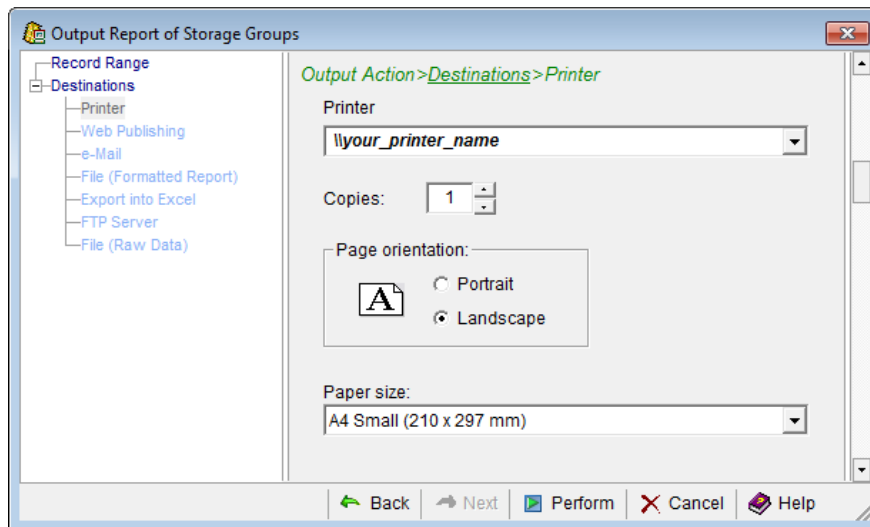 Output Report of Storage Groups
Record Range
Destinations
Printer
Web Publishing
e-Mail
File (Formatted Report)
Export into Excel
FTP Server
File (Raw Data)
Output Action>Destinations>Printer
Printer
\\your_printer_name
Copies: 1
Page orientation:
A
Portrait
Landscape
Paper size:
A4 Small (210 x 297 mm)
Back Next Perform Cancel Help